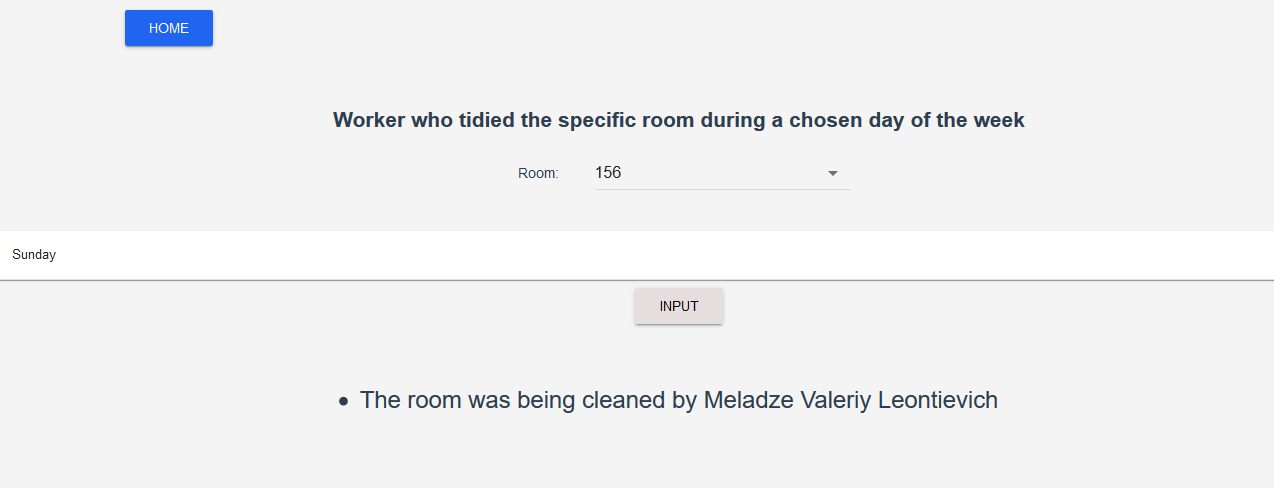 HOME
Worker who tidied the specific room during a chosen day of the week
Room: 156
Sunday
INPUT
The room was being cleaned by Meladze Valeriy Leontievich